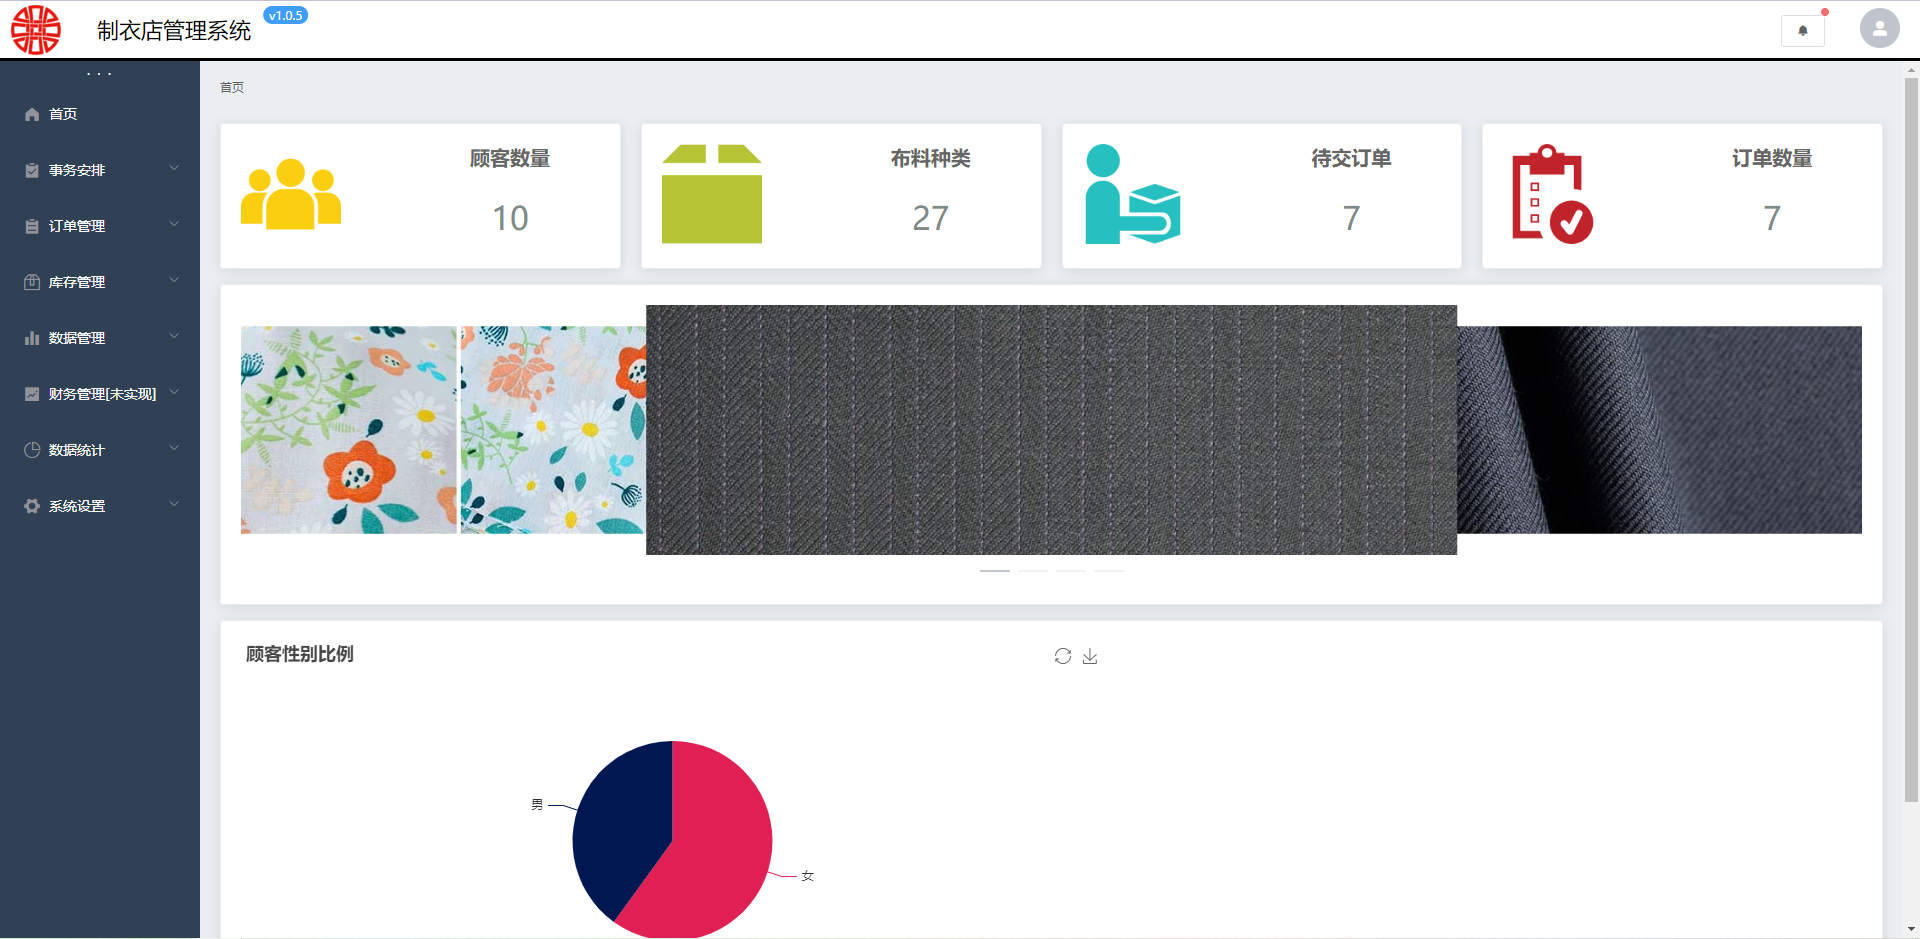 制衣店管理系统
v1.0.5
首页
事务安排
订单管理
库存管理
数据管理
财务管理[未实现]
数据统计
系统设置
首页
顾客数量
10
布料种类
27
待交订单
7
订单数量
7
顾客性别比例
男
女